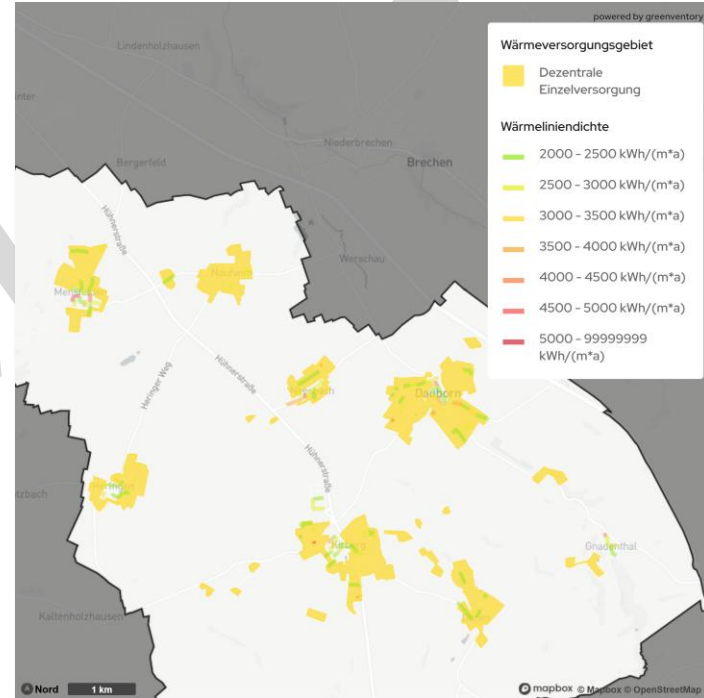 powered by greenventory
Wärmeversorgungsgebiet
Dezentrale
Einzelversorgung
Wärmeliniendichte
2000 - 2500 kWh/(m*a)
2500 - 3000 kWh/(m*a)
3000 - 3500 kWh/(m*a)
3500 - 4000 kWh/(m*a)
4000 - 4500 kWh/(m*a)
4500 - 5000 kWh/(m*a)
5000 - 99999999
kWh/(m*a)
Lindenholzhausen
Niederbrechen
Brechen
Bergerfeld
Hühnerstraße
Werschau
Hühnerstraße
Heringer Weg
Dauborn
Hühnerstraße
Gnadenthal
Kaltenholzhausen
Nord
1 km
mapbox © Mapbox © OpenStreetMap